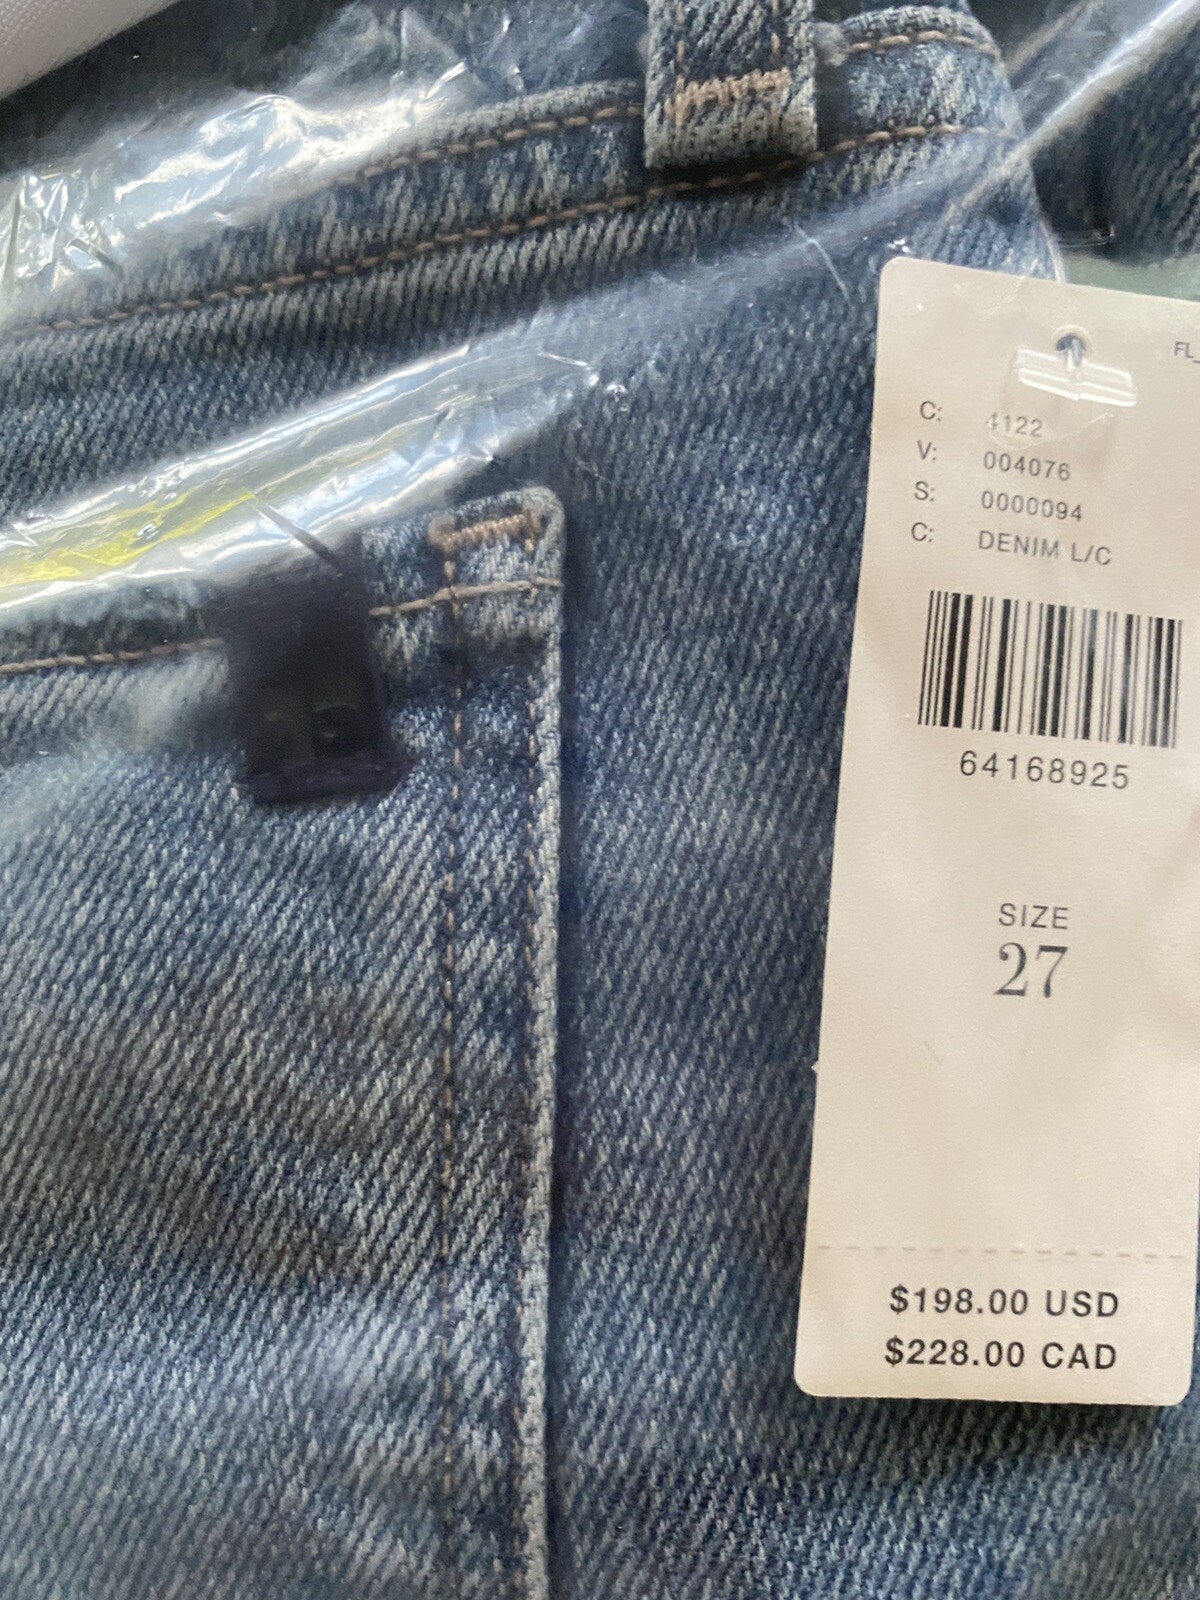 FL_
C: 4122
V: 004076
S: 0000094
C: DENIM L/C
64168925
SIZE
27
$198.00 USD
$228.00 CAD